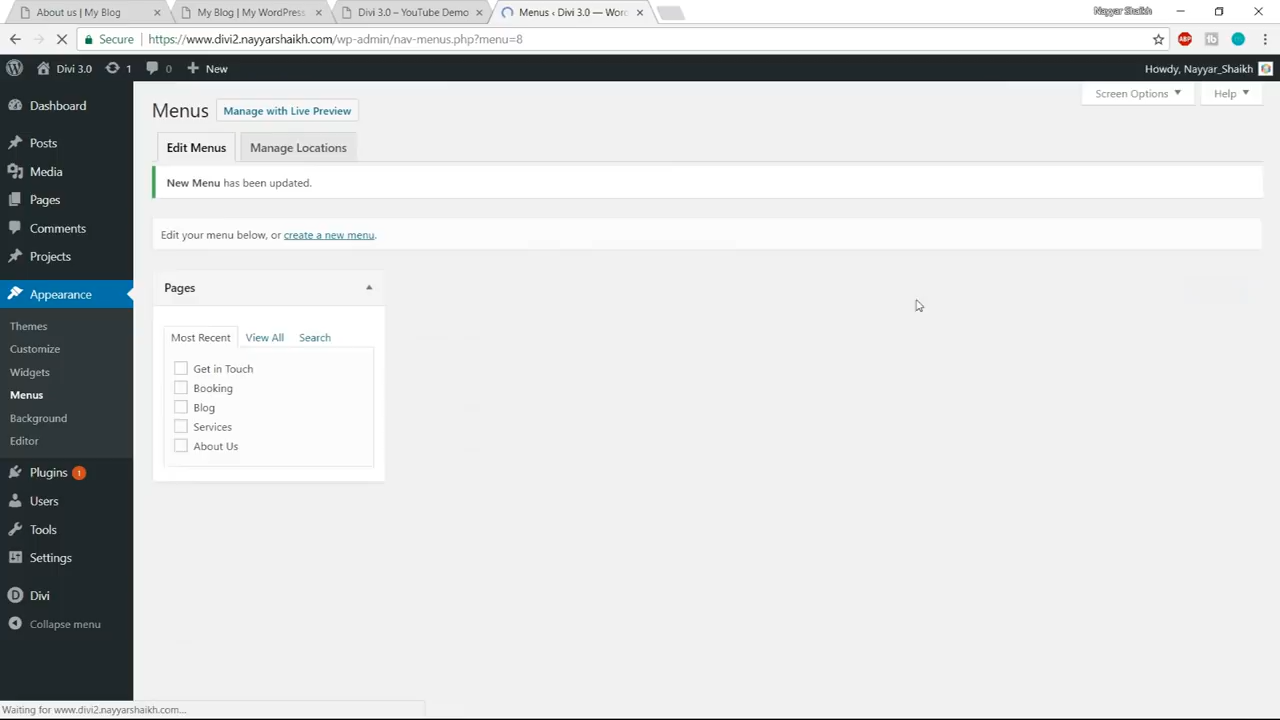 About us | My Blog
My Blog | My WordPress
Divi 3.0 – YouTube Demo
Menus ‹ Divi 3.0 — Word
Nayyar Shaikh
Secure
https://www.divi2.nayyarshaikh.com/wp-admin/nav-menus.php?menu=8
Divi 3.0
1
0
New
Howdy, Nayyar_Shaikh
Dashboard
Posts
Media
Pages
Comments
Projects
Appearance
Themes
Customize
Widgets
Menus
Background
Editor
Plugins 1
Users
Tools
Settings
Divi
Collapse menu
Screen Options
Help
Menus
Manage with Live Preview
Edit Menus
Manage Locations
New Menu has been updated.
Edit your menu below, or create a new menu.
Pages
Most Recent
View All
Search
Get in Touch
Booking
Blog
Services
About Us
Waiting for www.divi2.nayyarshaikh.com...